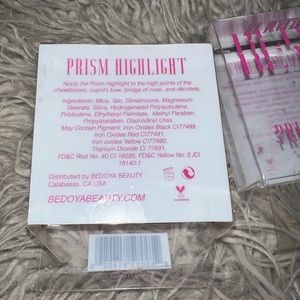 PRISM HIGHLIGHT
Apply the Prism Highlight to the high points of the
cheekbones, cupid's bow, bridge of nose, and décolleté.
Ingredients: Mica, Talc, Dimethicone, Magnesium
Stearate, Silica, Hydrogenated Polyisobutene,
Polybutene, Ethylhexyl Palmitate. Methyl Paraben,
Propylparaben, Diazolidinyl Urea.
May Contain Pigment: Iron Oxides Black CI77499,
Iron Oxides Red CI77491,
Iron oxides Yellow CI77492
Titanium Dioxide CI 77891,
FD&C Red No. 40 CI 16035, FD&C Yellow No. 5 /CI
19140:1
Distributed by BEDOYA BEAUTY
Calabasas, CA USA
BEDOYABEAUTY.COM